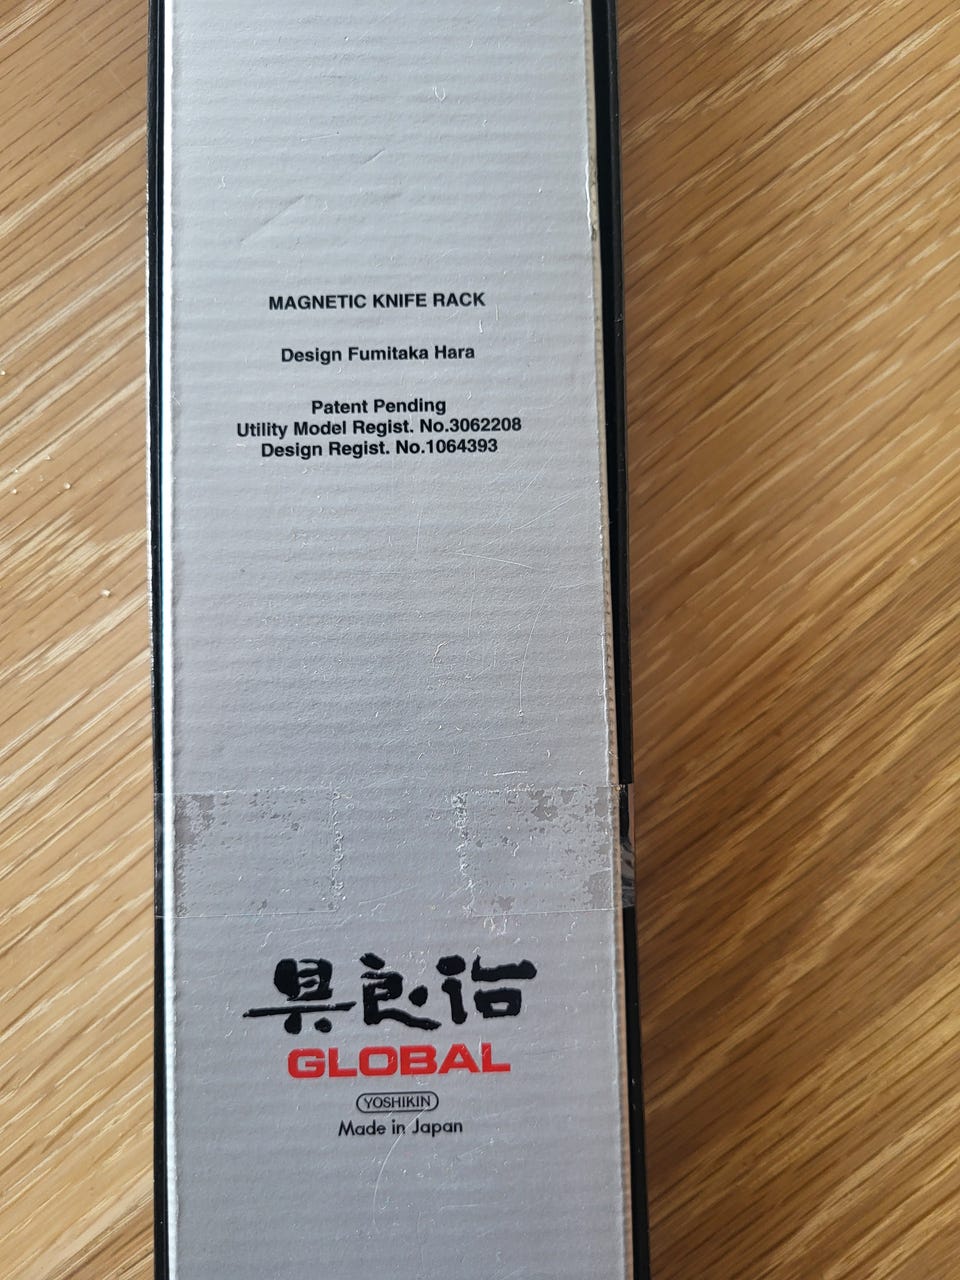 MAGNETIC KNIFE RACK
Design Fumitaka Hara
Patent Pending
Utility Model Regist. No.3062208
Design Regist. No.1064393
具良治
GLOBAL
YOSHIKIN
Made in Japan